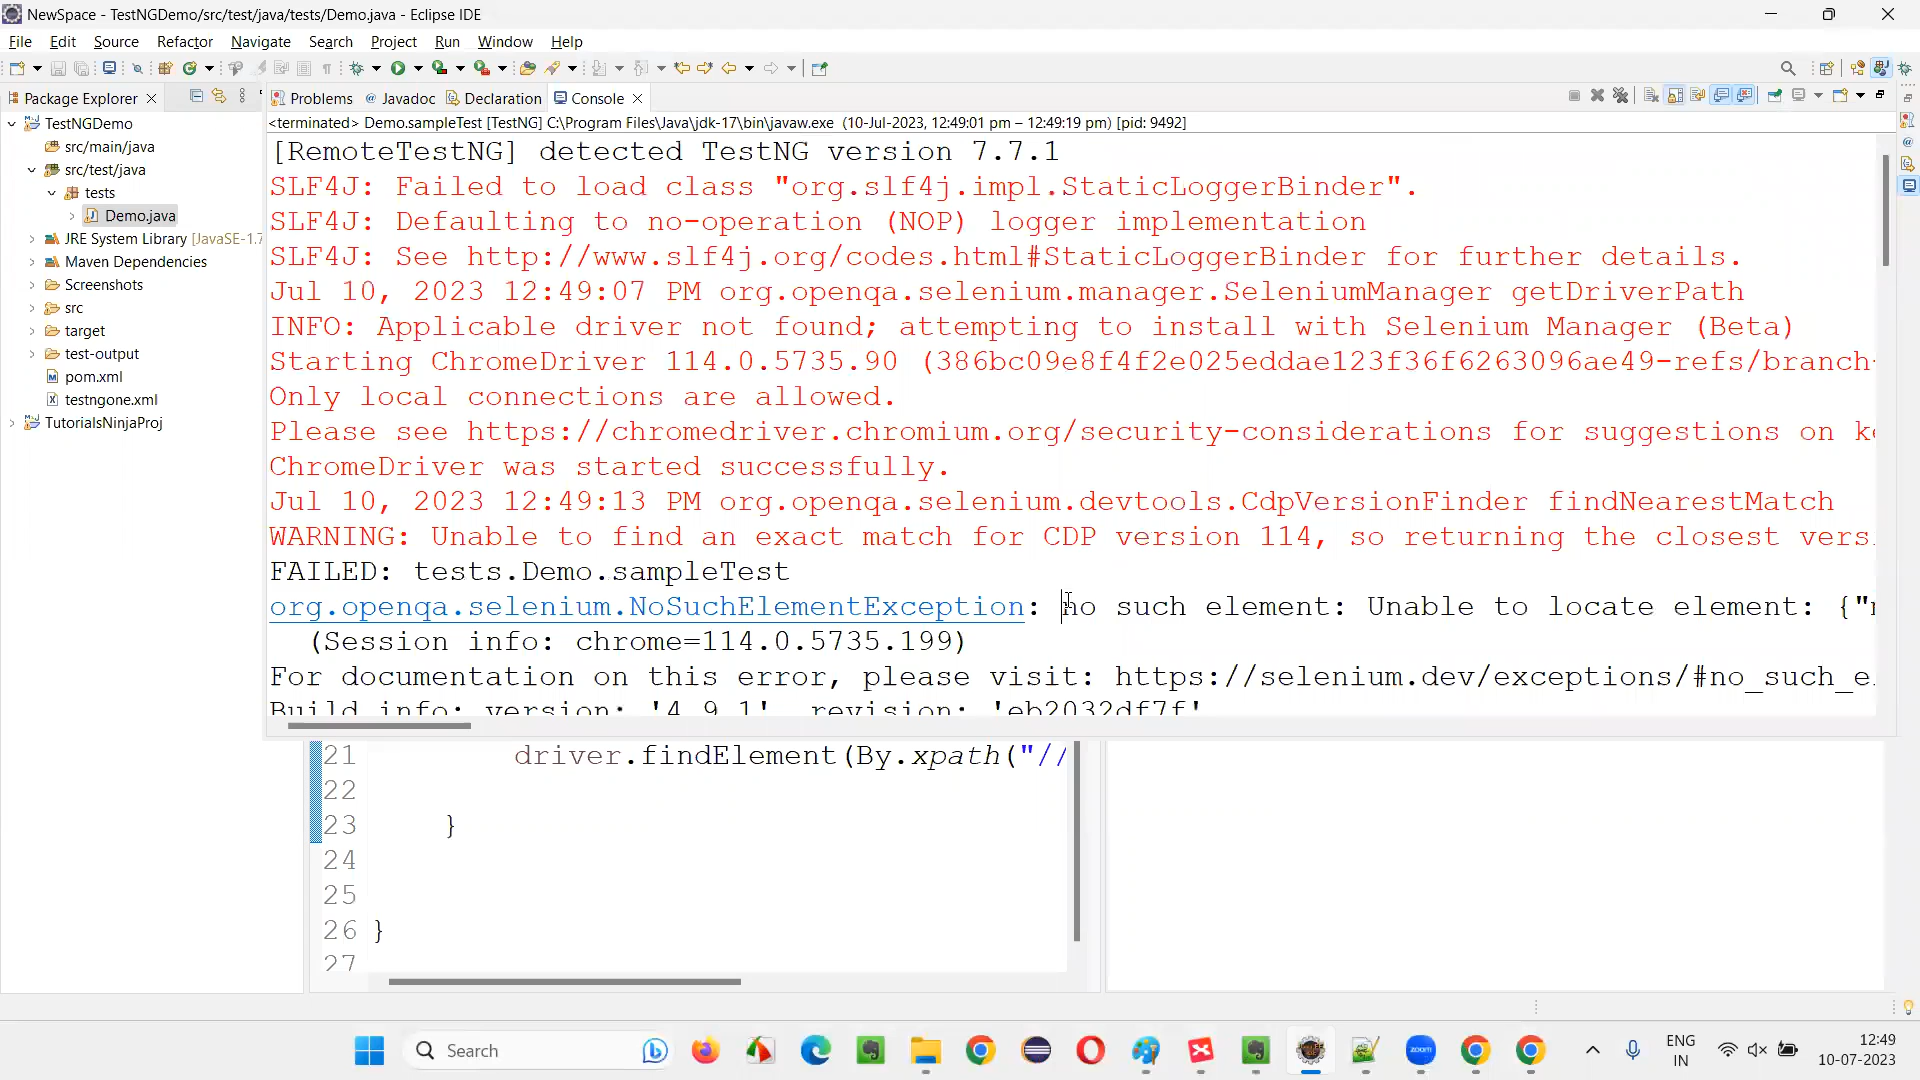 NewSpace - TestNGDemo/src/test/java/tests/Demo.java - Eclipse IDE
File Edit Source Refactor Navigate Search Project Run Window Help
Package Explorer
TestNGDemo
src/main/java
src/test/java
tests
Demo.java
JRE System Library [JavaSE-1.7
Maven Dependencies
Screenshots
src
target
test-output
pom.xml
testngone.xml
TutorialsNinjaProj
Problems Javadoc Declaration Console
<terminated> Demo.sampleTest [TestNG] C:\Program Files\Java\jdk-17\bin\javaw.exe (10-Jul-2023, 12:49:01 pm – 12:49:19 pm) [pid: 9492]
[RemoteTestNG] detected TestNG version 7.7.1
SLF4J: Failed to load class "org.slf4j.impl.StaticLoggerBinder".
SLF4J: Defaulting to no-operation (NOP) logger implementation
SLF4J: See http://www.slf4j.org/codes.html#StaticLoggerBinder for further details.
Jul 10, 2023 12:49:07 PM org.openqa.selenium.manager.SeleniumManager getDriverPath
INFO: Applicable driver not found; attempting to install with Selenium Manager (Beta)
Starting ChromeDriver 114.0.5735.90 (386bc09e8f4f2e025eddae123f36f6263096ae49-refs/branch-
Only local connections are allowed.
Please see https://chromedriver.chromium.org/security-considerations for suggestions on ke
ChromeDriver was started successfully.
Jul 10, 2023 12:49:13 PM org.openqa.selenium.devtools.CdpVersionFinder findNearestMatch
WARNING: Unable to find an exact match for CDP version 114, so returning the closest vers
FAILED: tests.Demo.sampleTest
org.openqa.selenium.NoSuchElementException: no such element: Unable to locate element: {"
(Session info: chrome=114.0.5735.199)
For documentation on this error, please visit: https://selenium.dev/exceptions/#no_such_e
Build info: version: '4.9.1', revision: 'eb2032df7f'
21 driver.findElement(By.xpath("//
22
23 }
24
25
26 }
27
Search
zoom
ENG
IN
12:49
10-07-2023